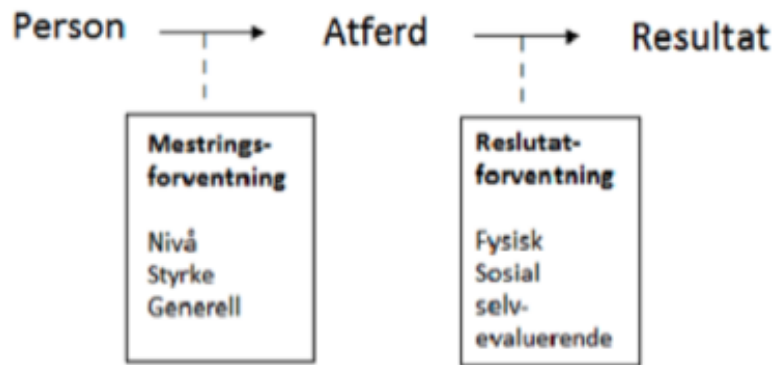 Person Atferd Resultat
Mestrings-
forventning
Nivå
Styrke
Generell
Reslutat-
forventning
Fysisk
Sosial
selv-
evaluerende